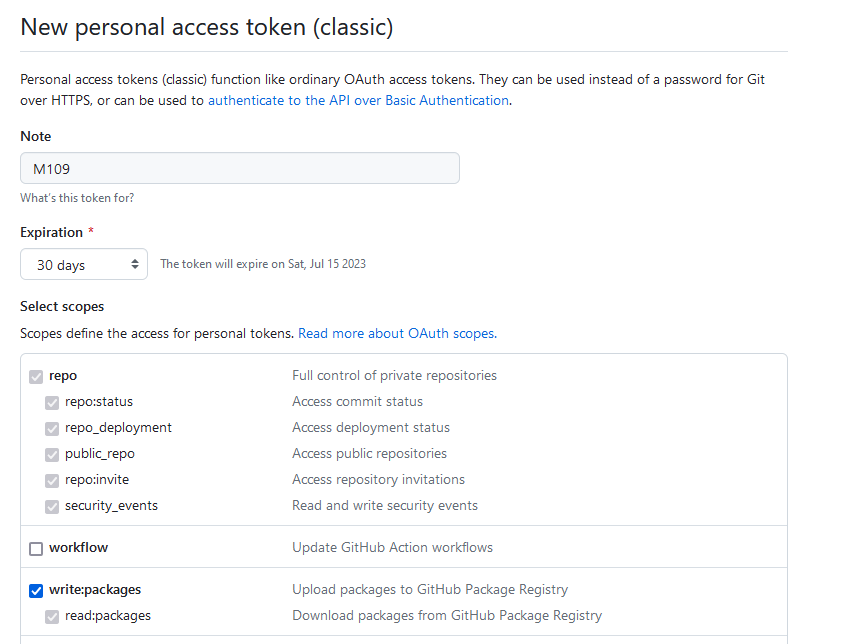 New personal access token (classic)
Personal access tokens (classic) function like ordinary OAuth access tokens. They can be used instead of a password for Git
over HTTPS, or can be used to authenticate to the API over Basic Authentication.
Note
M109
What's this token for?
Expiration *
30 days The token will expire on Sat, Jul 15 2023
Select scopes
Scopes define the access for personal tokens. Read more about OAuth scopes.
repo Full control of private repositories
repo:status Access commit status
repo_deployment Access deployment status
public_repo Access public repositories
repo:invite Access repository invitations
security_events Read and write security events
workflow Update GitHub Action workflows
write:packages Upload packages to GitHub Package Registry
read:packages Download packages from GitHub Package Registry